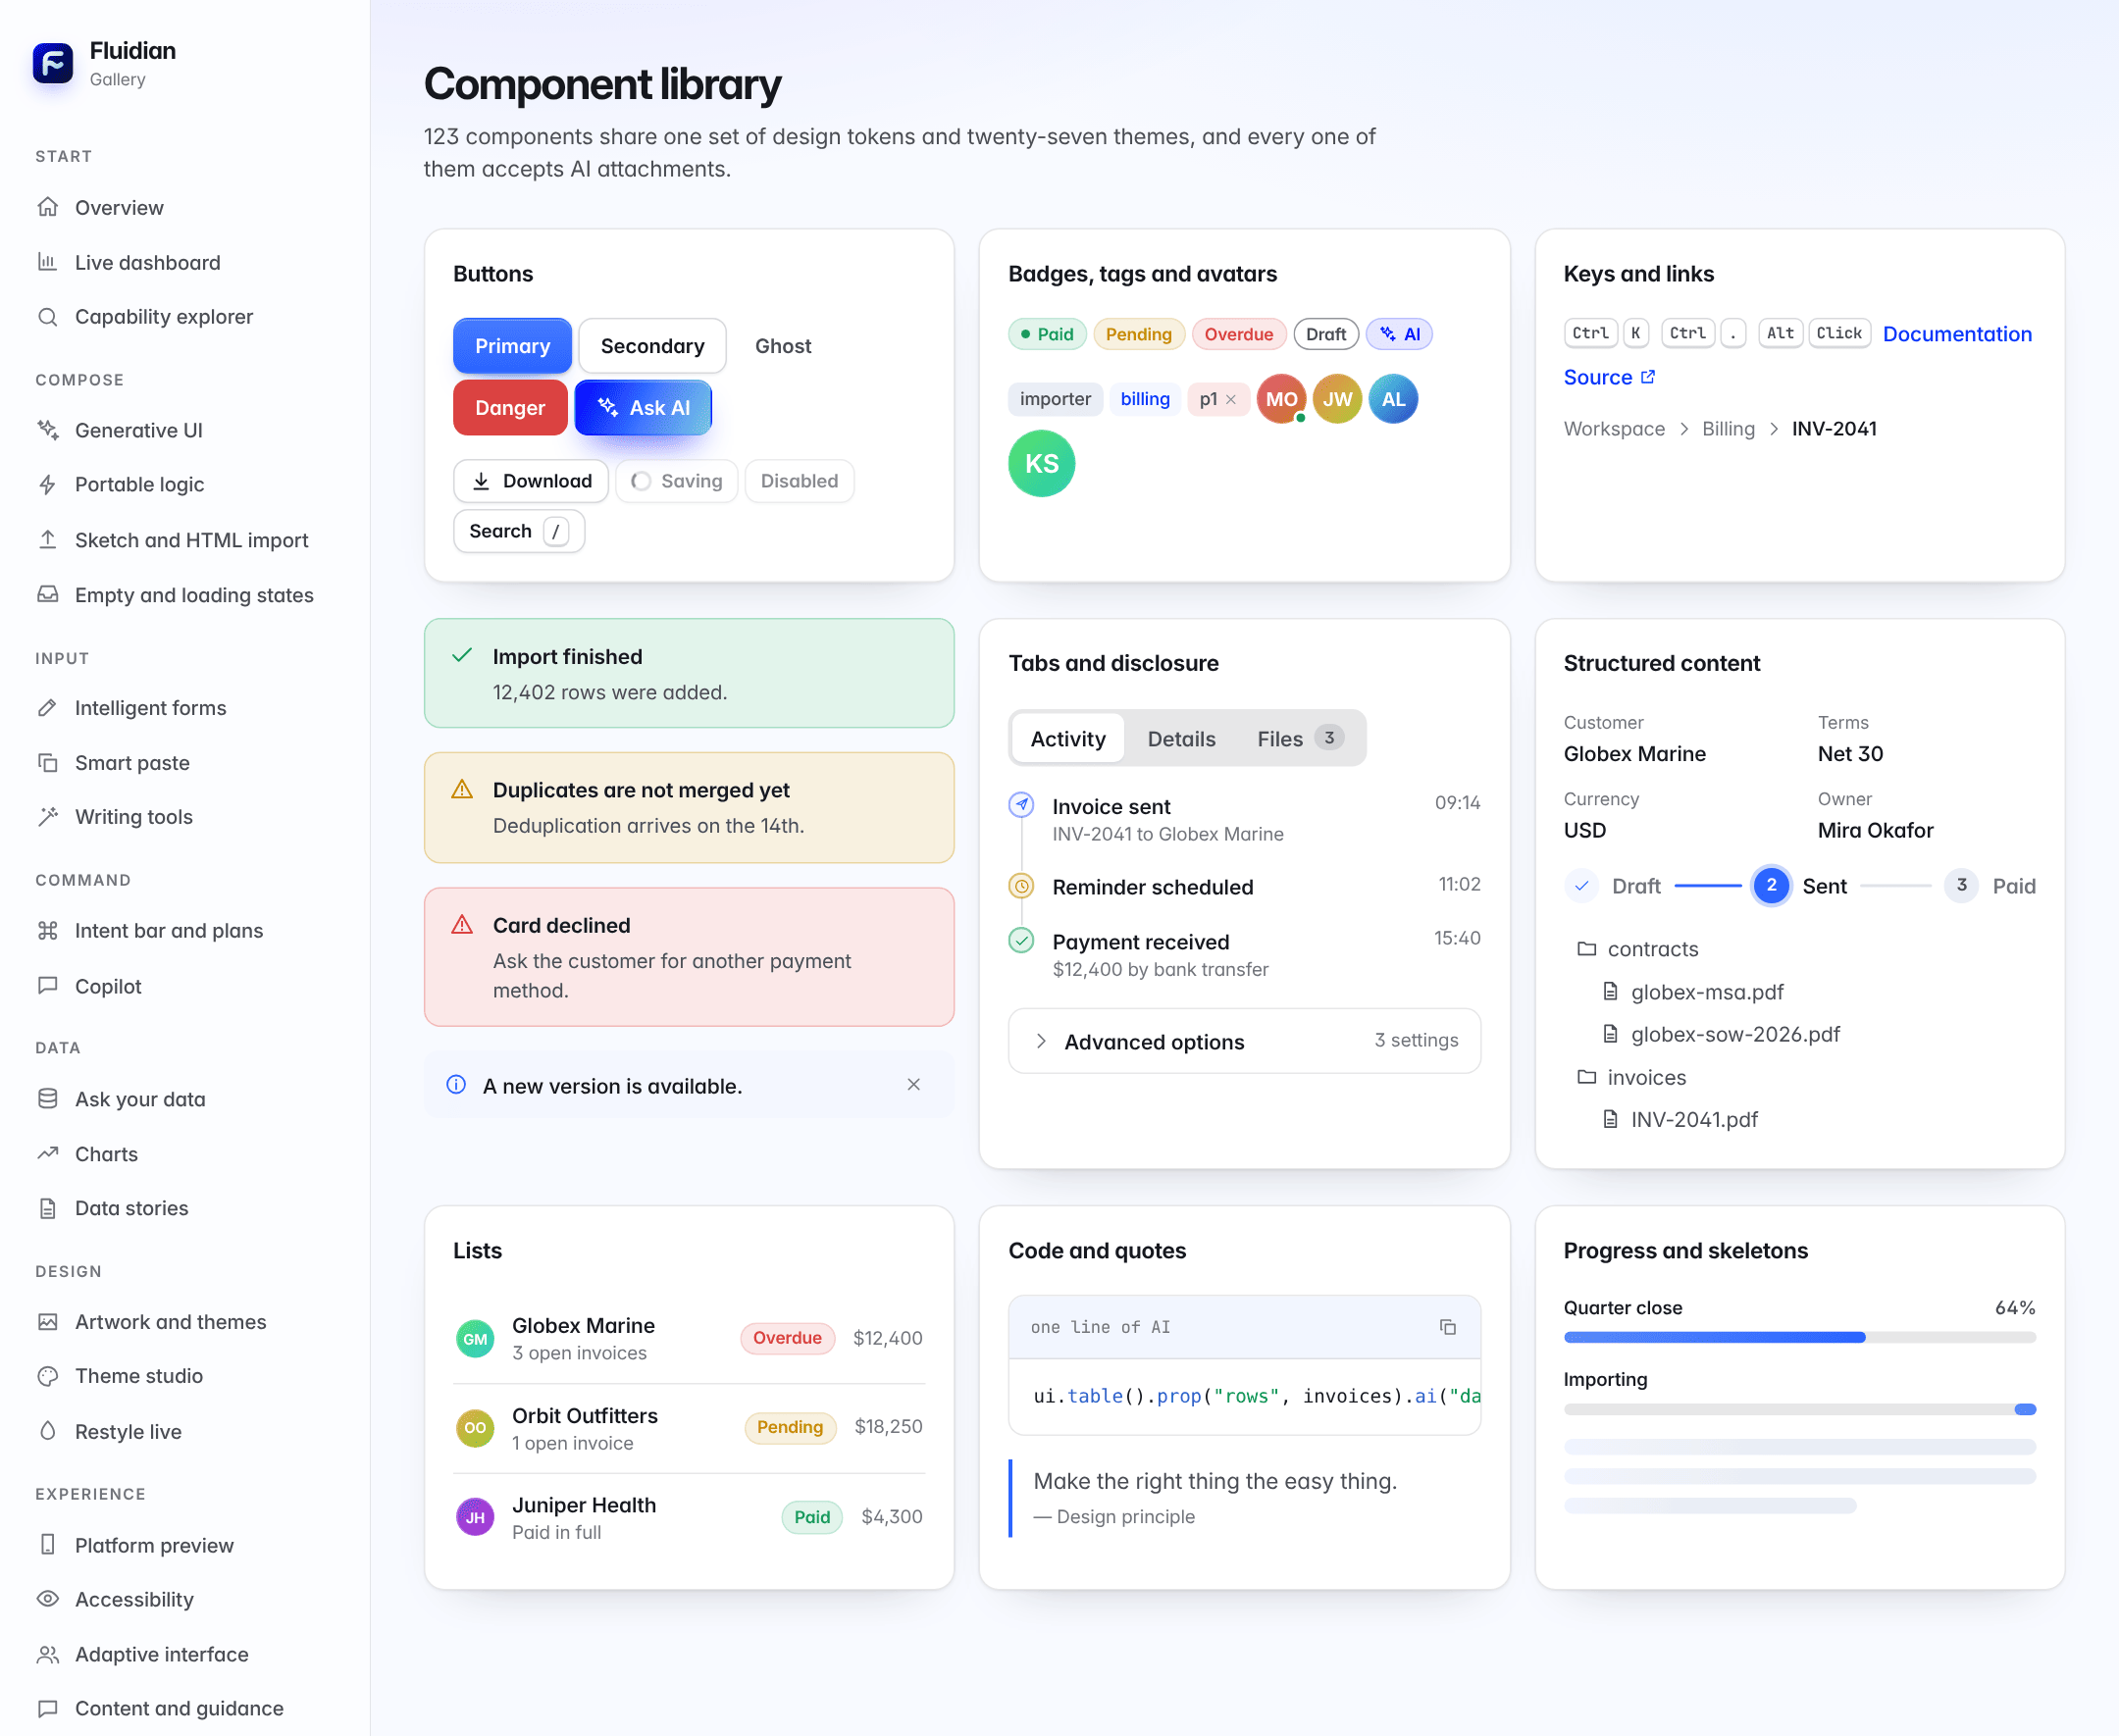 Fluidian
Gallery
START
Overview
Live dashboard
Capability explorer
COMPOSE
Generative UI
Portable logic
Sketch and HTML import
Empty and loading states
INPUT
Intelligent forms
Smart paste
Writing tools
COMMAND
Intent bar and plans
Copilot
DATA
Ask your data
Charts
Data stories
DESIGN
Artwork and themes
Theme studio
Restyle live
EXPERIENCE
Platform preview
Accessibility
Adaptive interface
Content and guidance
Component library
123 components share one set of design tokens and twenty-seven themes, and every one of
them accepts AI attachments.
Buttons
Primary Secondary Ghost
Danger Ask AI
Download Saving Disabled
Search /
Badges, tags and avatars
Paid Pending Overdue Draft AI
importer billing p1 MO JW AL
KS
Keys and links
Ctrl K Ctrl . Alt Click Documentation
Source
Workspace Billing INV-2041
Import finished
12,402 rows were added.
Duplicates are not merged yet
Deduplication arrives on the 14th.
Card declined
Ask the customer for another payment
method.
A new version is available.
Tabs and disclosure
Activity Details Files 3
Invoice sent 09:14
INV-2041 to Globex Marine
Reminder scheduled 11:02
Payment received 15:40
$12,400 by bank transfer
Advanced options 3 settings
Structured content
Customer Terms
Globex Marine Net 30
Currency Owner
USD Mira Okafor
Draft 2 Sent 3 Paid
contracts
globex-msa.pdf
globex-sow-2026.pdf
invoices
INV-2041.pdf
Lists
GM Globex Marine Overdue $12,400
3 open invoices
OO Orbit Outfitters Pending $18,250
1 open invoice
JH Juniper Health Paid $4,300
Paid in full
Code and quotes
one line of AI
ui.table().prop("rows", invoices).ai("da
Make the right thing the easy thing.
— Design principle
Progress and skeletons
Quarter close 64%
Importing